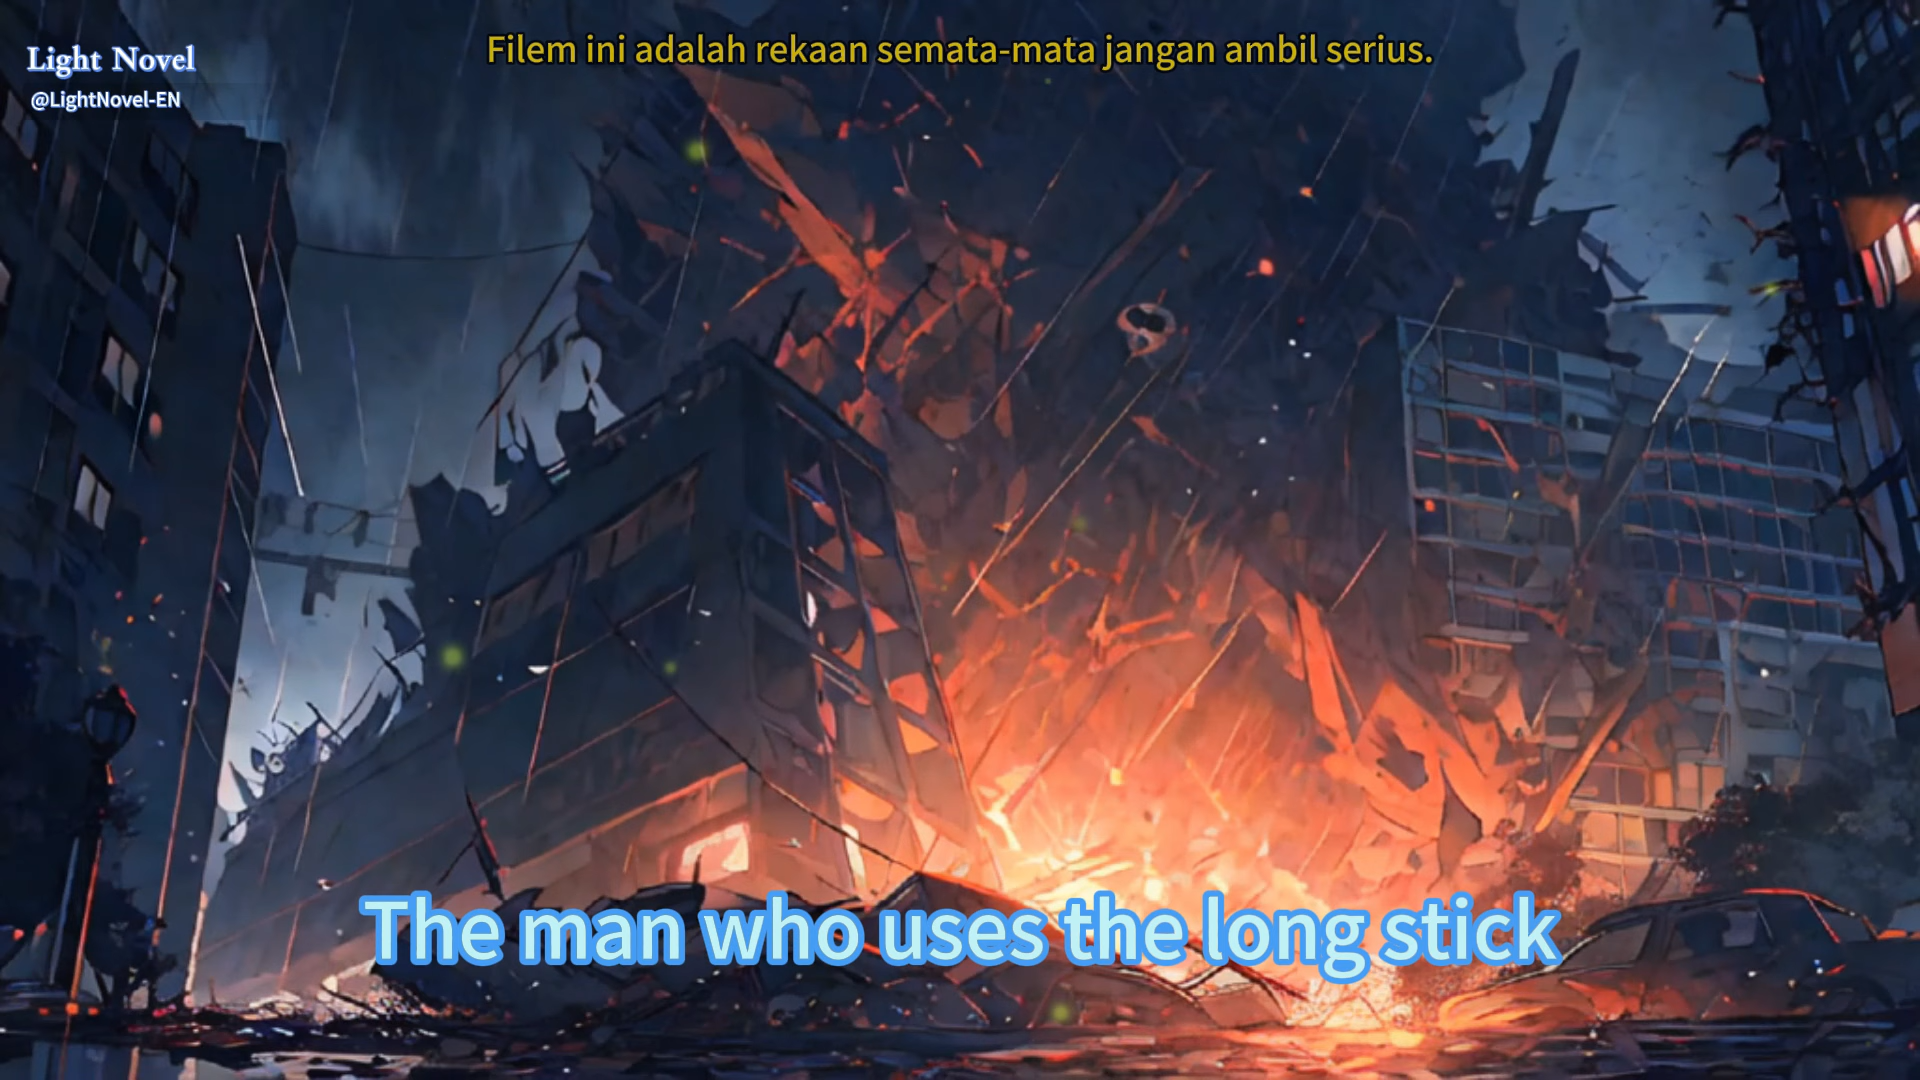 Light Novel
@LightNovel-EN
Filem ini adalah rekaan semata-mata jangan ambil serius.
The man who uses the long stick